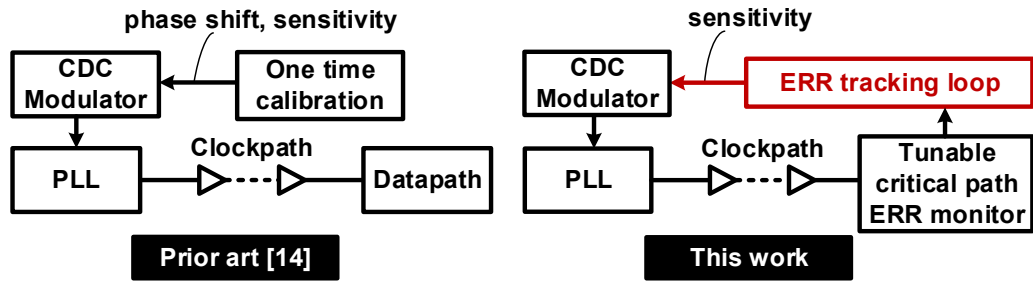 phase shift, sensitivity
CDC
Modulator
One time
calibration
PLL
Clockpath
Datapath
Prior art [14]
sensitivity
CDC
Modulator
ERR tracking loop
PLL
Clockpath
Tunable
critical path
ERR monitor
This work